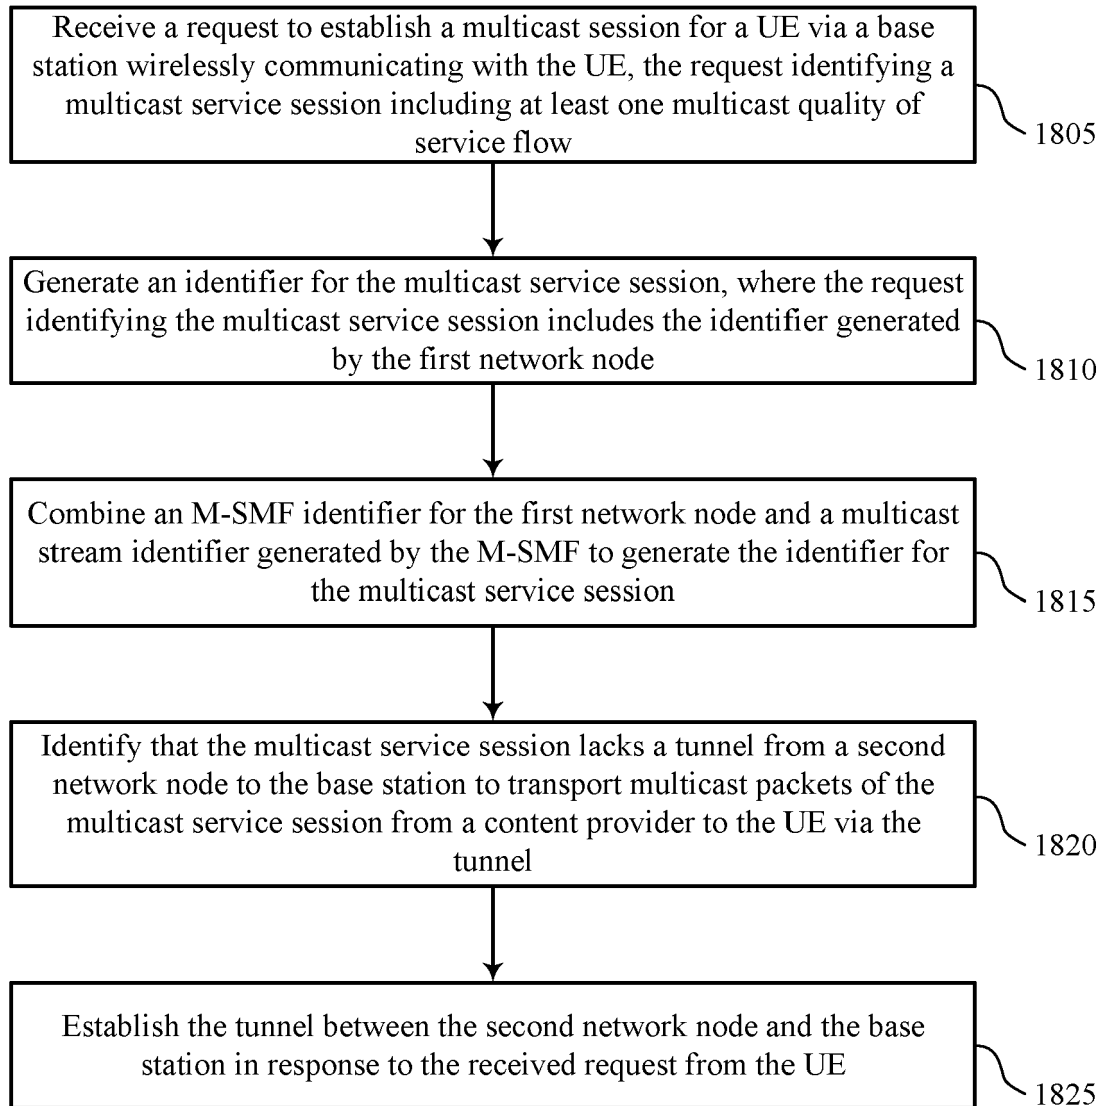 Receive a request to establish a multicast session for a UE via a base
station wirelessly communicating with the UE, the request identifying a
multicast service session including at least one multicast quality of
service flow
1805
Generate an identifier for the multicast service session, where the request
identifying the multicast service session includes the identifier generated
by the first network node
1810
Combine an M-SMF identifier for the first network node and a multicast
stream identifier generated by the M-SMF to generate the identifier for
the multicast service session
1815
Identify that the multicast service session lacks a tunnel from a second
network node to the base station to transport multicast packets of the
multicast service session from a content provider to the UE via the
tunnel
1820
Establish the tunnel between the second network node and the base
station in response to the received request from the UE
1825